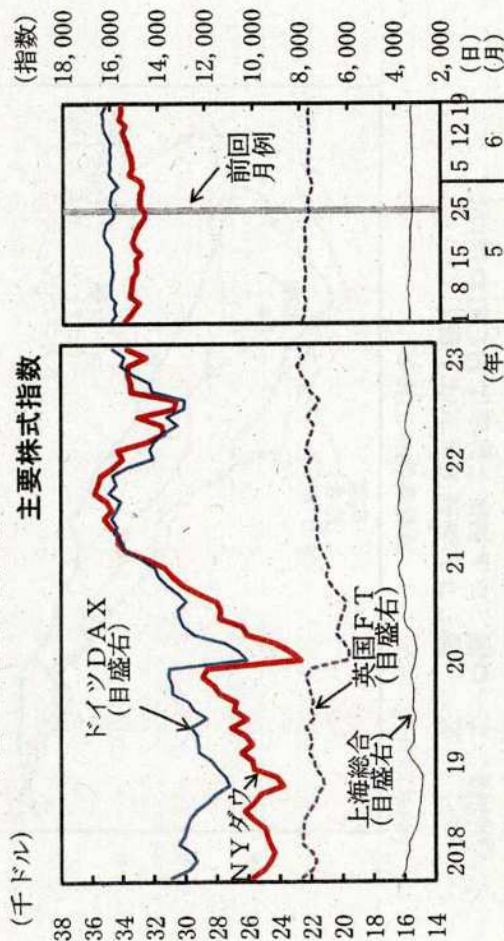 主要株式指数
(千ドル)
(指数)
38
36
34
32
30
28
26
24
22
20
18
16
14
ドイツDAX
(目盛右)
NYダウ
英国FT
(目盛右)
上海総合
(目盛右)
2018 19 20 21 22 23
(年)
前回
月例
18,000
16,000
14,000
12,000
10,000
8,000
6,000
4,000
2,000
1 8 15 25 5 12 19 (日)
5 6 (月)